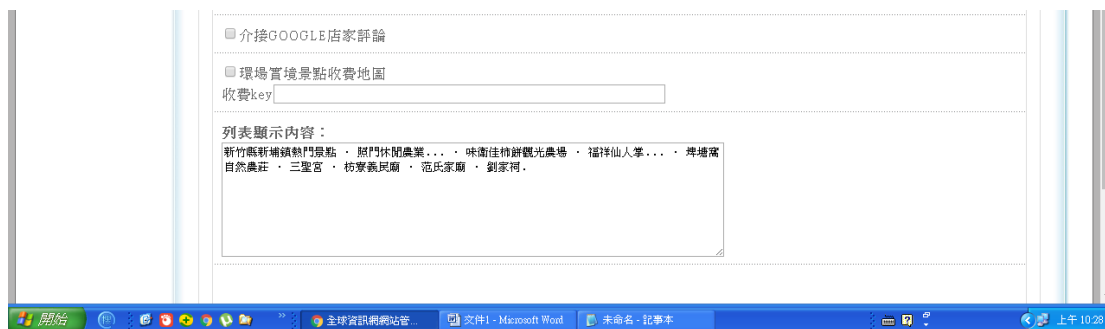 介接GOOGLE店家評論
環場實境景點收費地圖
收費key
列表顯示內容：
新竹縣新埔鎮熱門景點 · 照門休閒農業... · 味衛佳柿餅觀光農場 · 福祥仙人掌... · 埤塘窩
自然農莊 · 三聖宮 · 枋寮義民廟 · 范氏家廟 · 劉家祠.
開始
全球資訊網網站管...
文件1 - Microsoft Word
未命名 - 記事本
上午 10:28